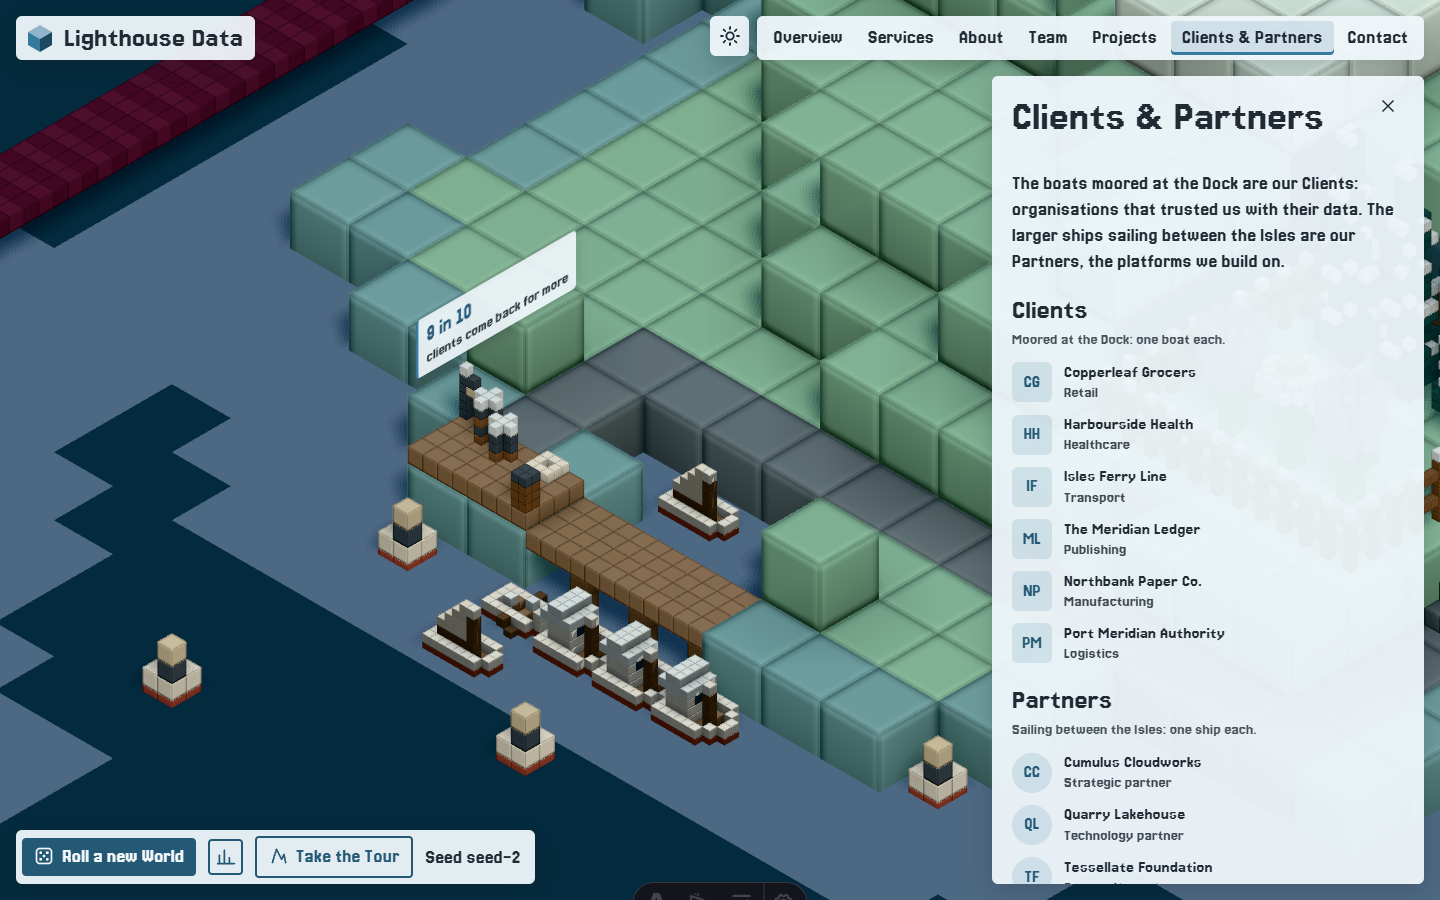 Lighthouse Data
Overview
Services
About
Team
Projects
Clients & Partners
Contact
Clients & Partners
The boats moored at the Dock are our Clients:
organisations that trusted us with their data. The
larger ships sailing between the Isles are our
Partners, the platforms we build on.
Clients
Moored at the Dock: one boat each.
CG
Copperleaf Grocers
Retail
HH
Harbourside Health
Healthcare
IF
Isles Ferry Line
Transport
ML
The Meridian Ledger
Publishing
NP
Northbank Paper Co.
Manufacturing
PM
Port Meridian Authority
Logistics
Partners
Sailing between the Isles: one ship each.
CC
Cumulus Cloudworks
Strategic partner
QL
Quarry Lakehouse
Technology partner
TF
Tessellate Foundation
9 in 10
clients come back for more
Roll a new World
Take the Tour
Seed seed-2